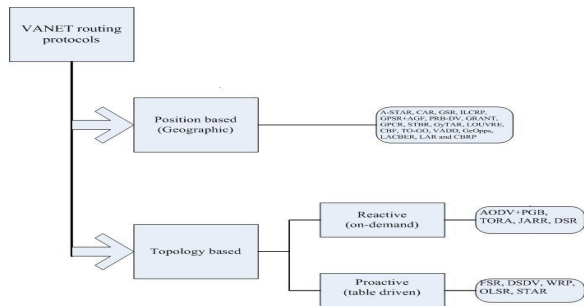 VANET routing
protocols
Position based
(Geographic)
A-STAR, CAR, GSR, ILCRP,
GPSR+AGF, PRB-DV, GRANT,
GPCR, STBR, GyTAR, LOUVRE,
CBF, TO-GO, VADD, GeOpps,
LACBER, LAR and CBRP
Topology based
Reactive
(on-demand)
AODV+PGB,
TORA, JARR, DSR
Proactive
(table driven)
FSR, DSDV, WRP,
OLSR, STAR